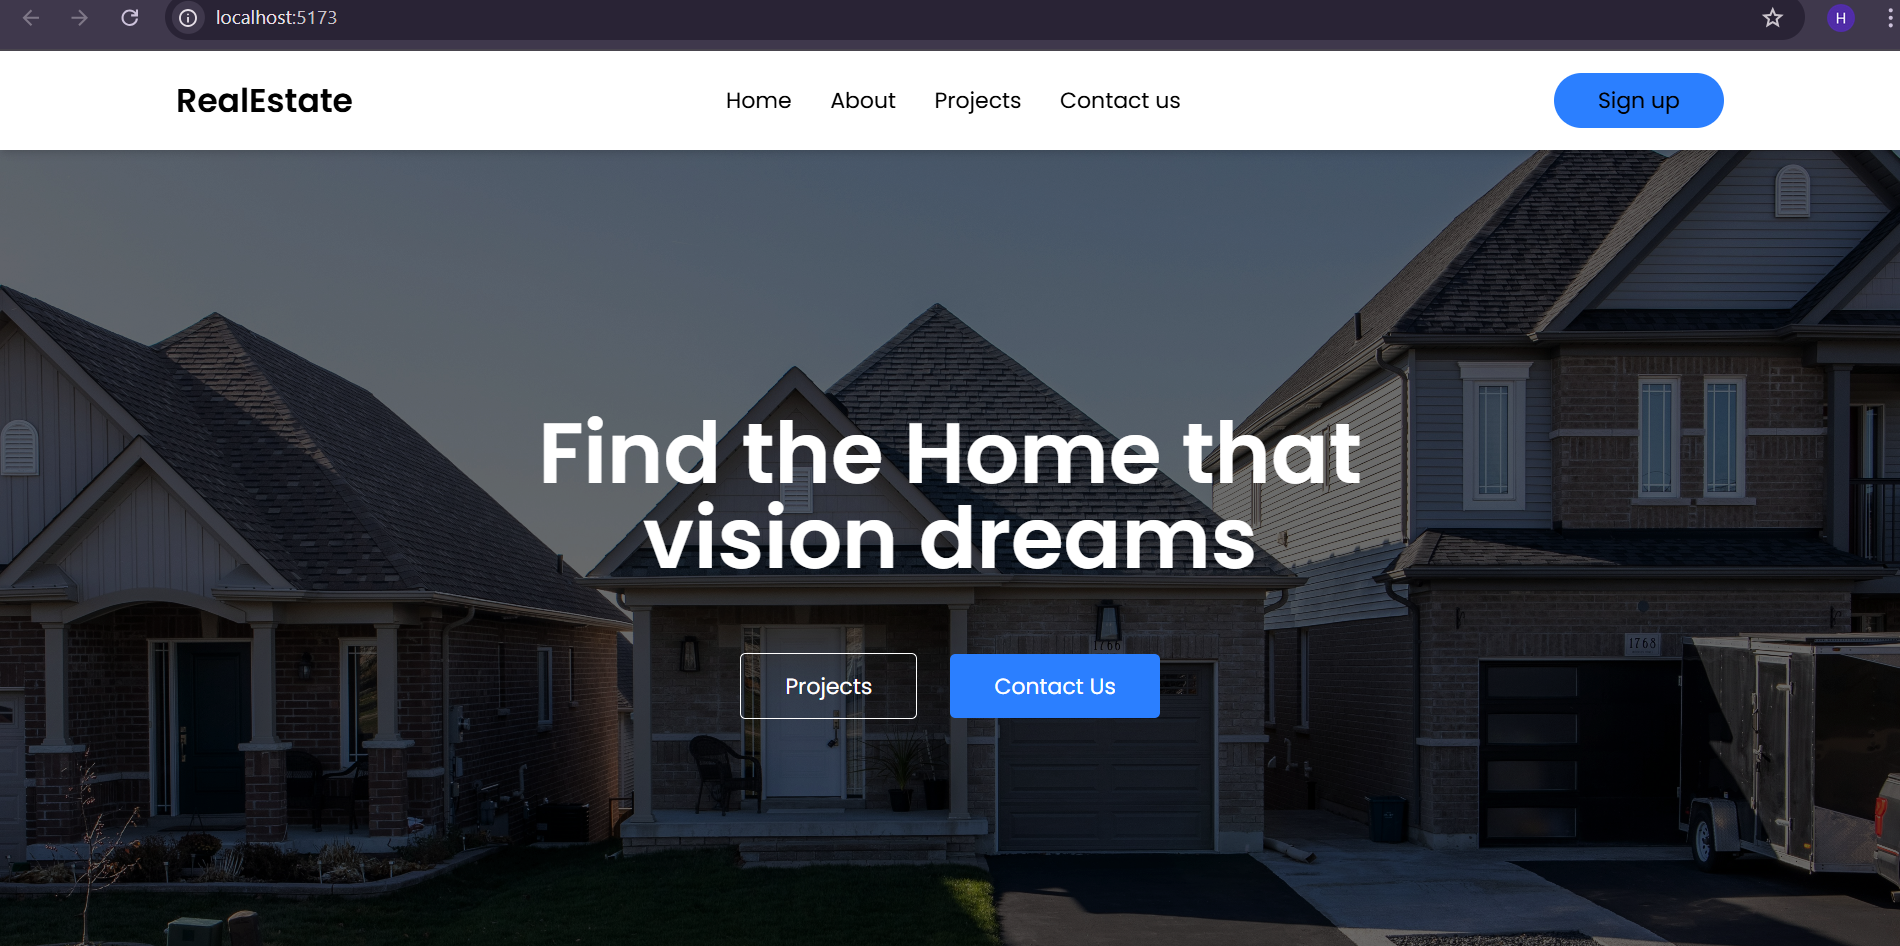 localhost:5173
H
RealEstate
Home About Projects Contact us
Sign up
Find the Home that
vision dreams
1766
1768
Projects
Contact Us